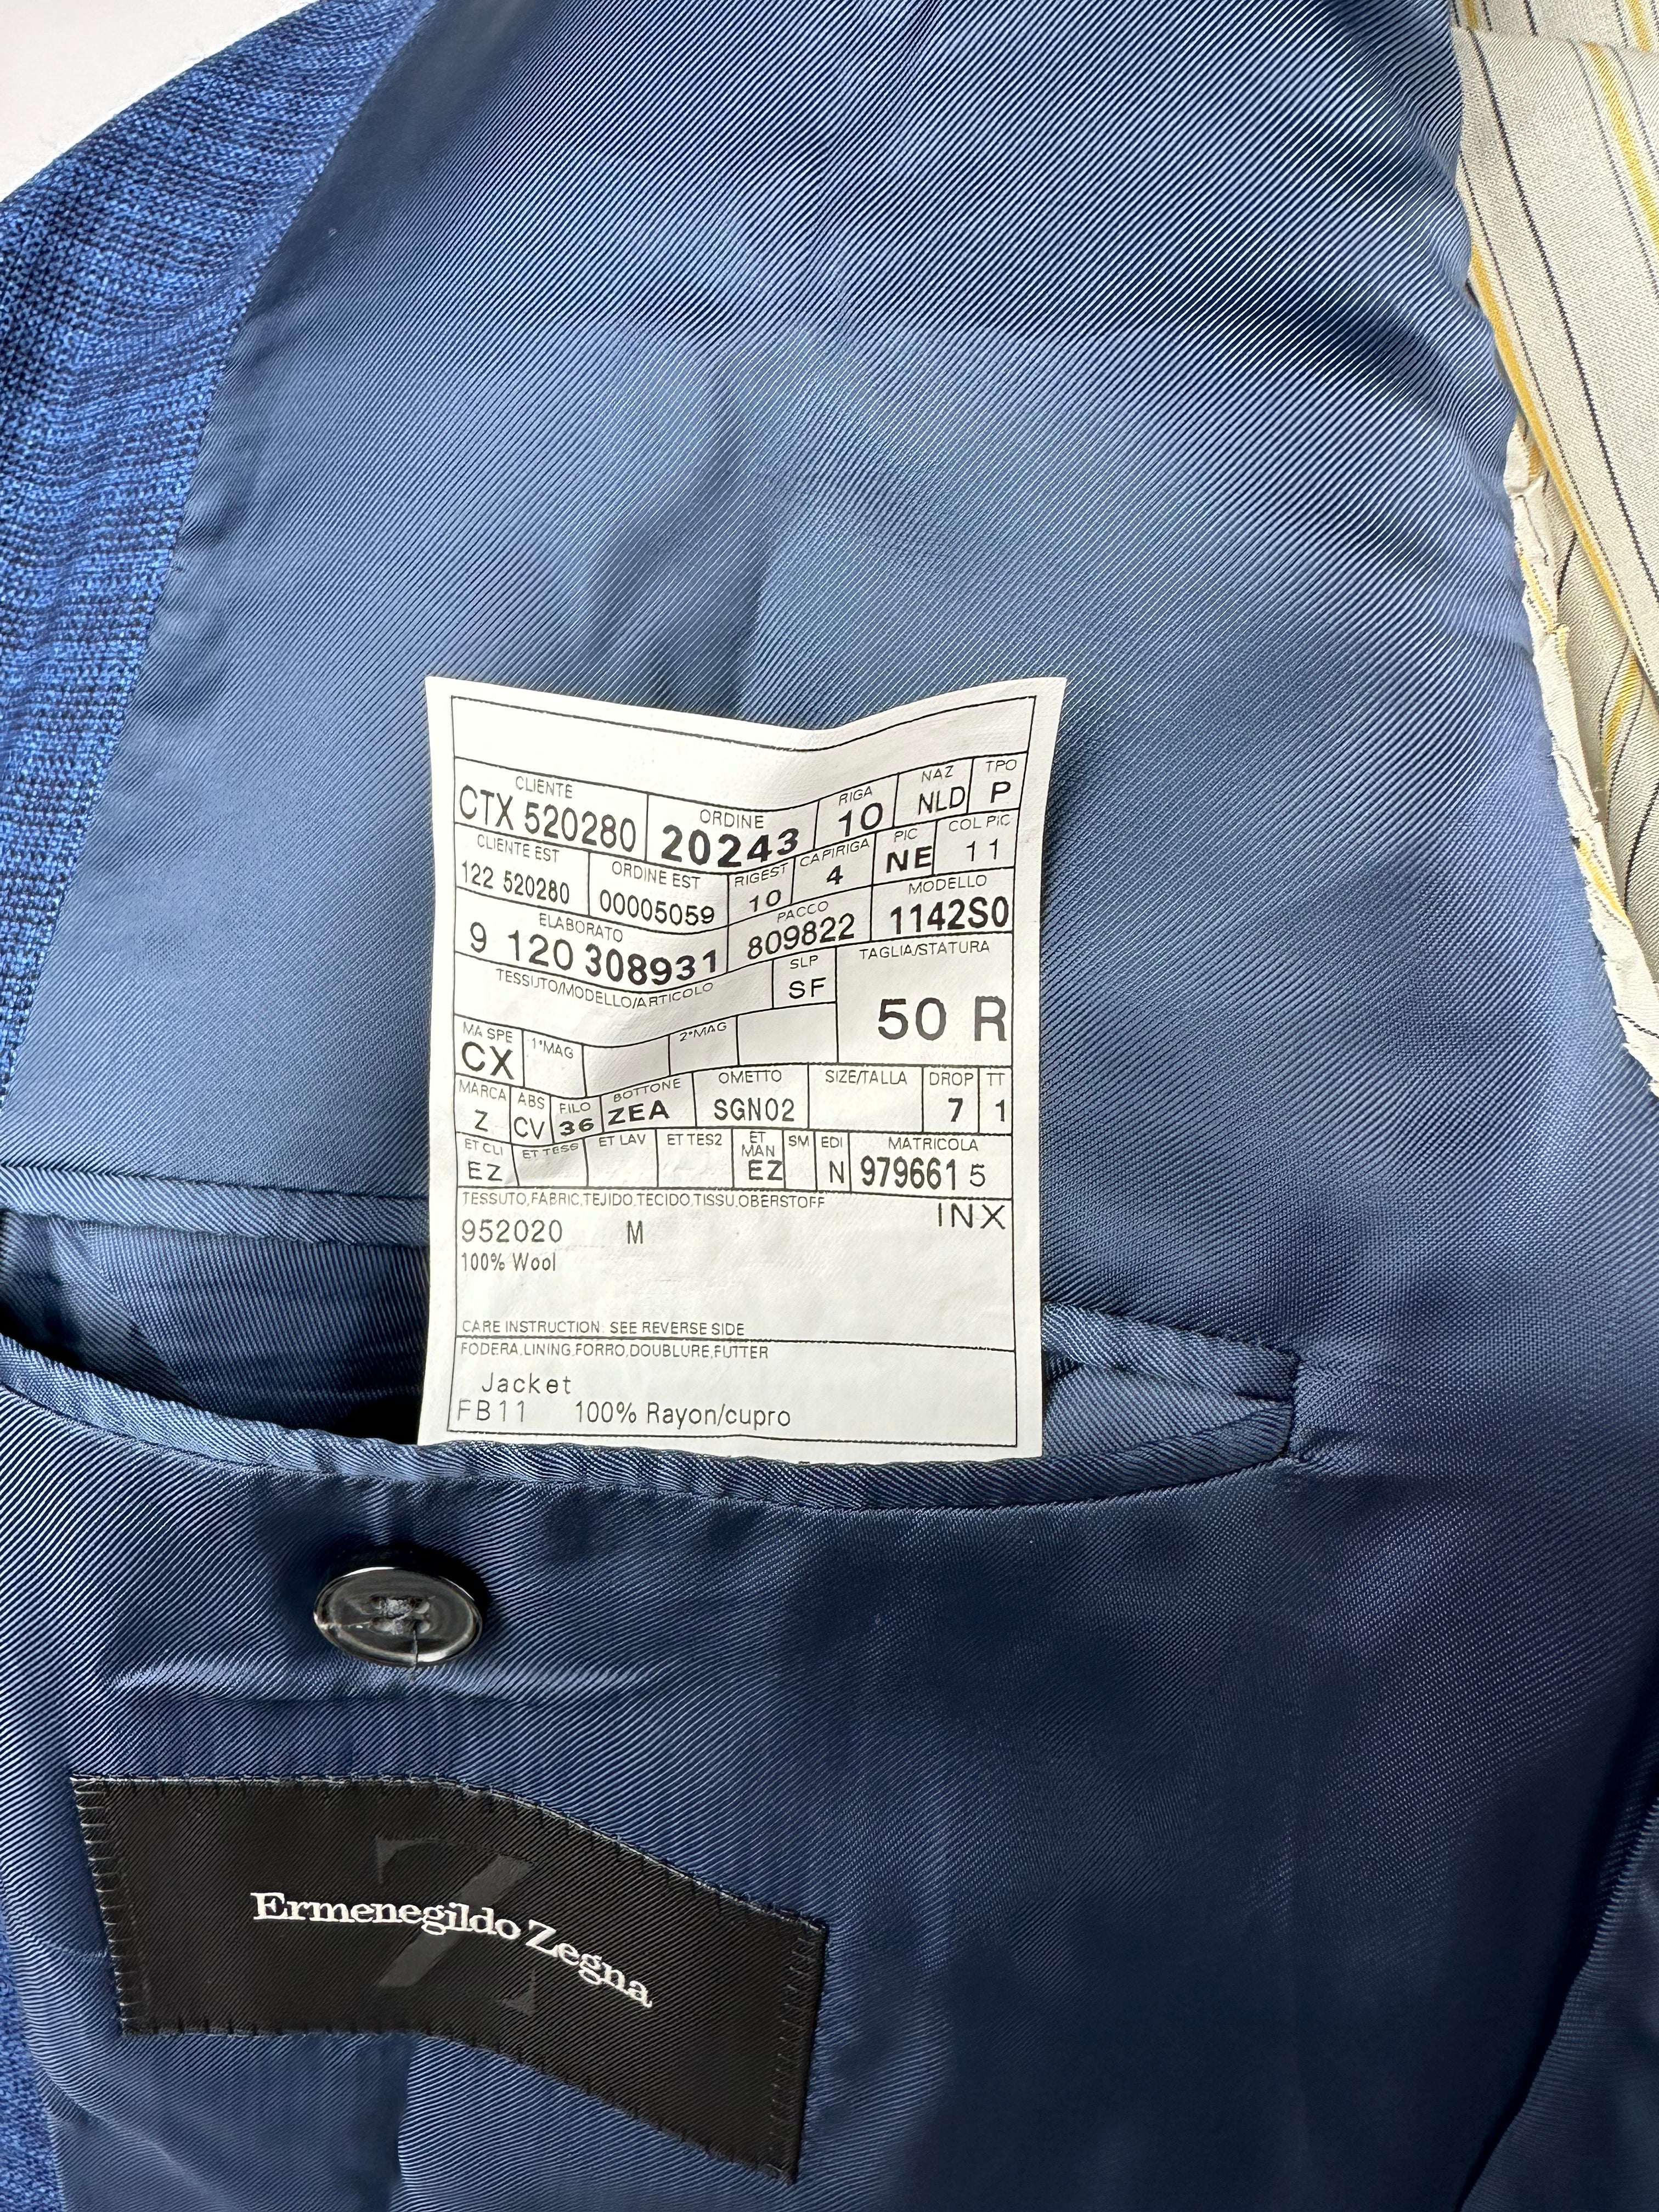 CLIENTE ORDINE RIGA NAZ TPO
CTX 520280 20243 10 NLD P
CLIENTE EST ORDINE EST RIGEST CAPIRIGA PIC COL PIC
122 520280 00005059 10 4 NE 11
ELABORATO PACCO MODELLO
9 120 308931 809822 1142S0
TESSUTO/MODELLO/ARTICOLO SLP TAGLIA/STATURA
SF 50 R
MA SPE 1°MAG 2°MAG
CX
MARCA ABS FILO BOTTONE OMETTO SIZE/TALLA DROP TT
Z CV 36 ZEA SGN02 7 1
ET CLI ET TESS ET LAV ET TES2 ET MAN SM EDI MATRICOLA
EZ EZ N 979661 5
TESSUTO,FABRIC,TEJIDO,TECIDO,TISSU,OBERSTOFF
INX
952020 M
100% Wool
CARE INSTRUCTION: SEE REVERSE SIDE
FODERA,LINING,FORRO,DOUBLURE,FUTTER
Jacket
FB11 100% Rayon/cupro
Z
Ermenegildo Zegna